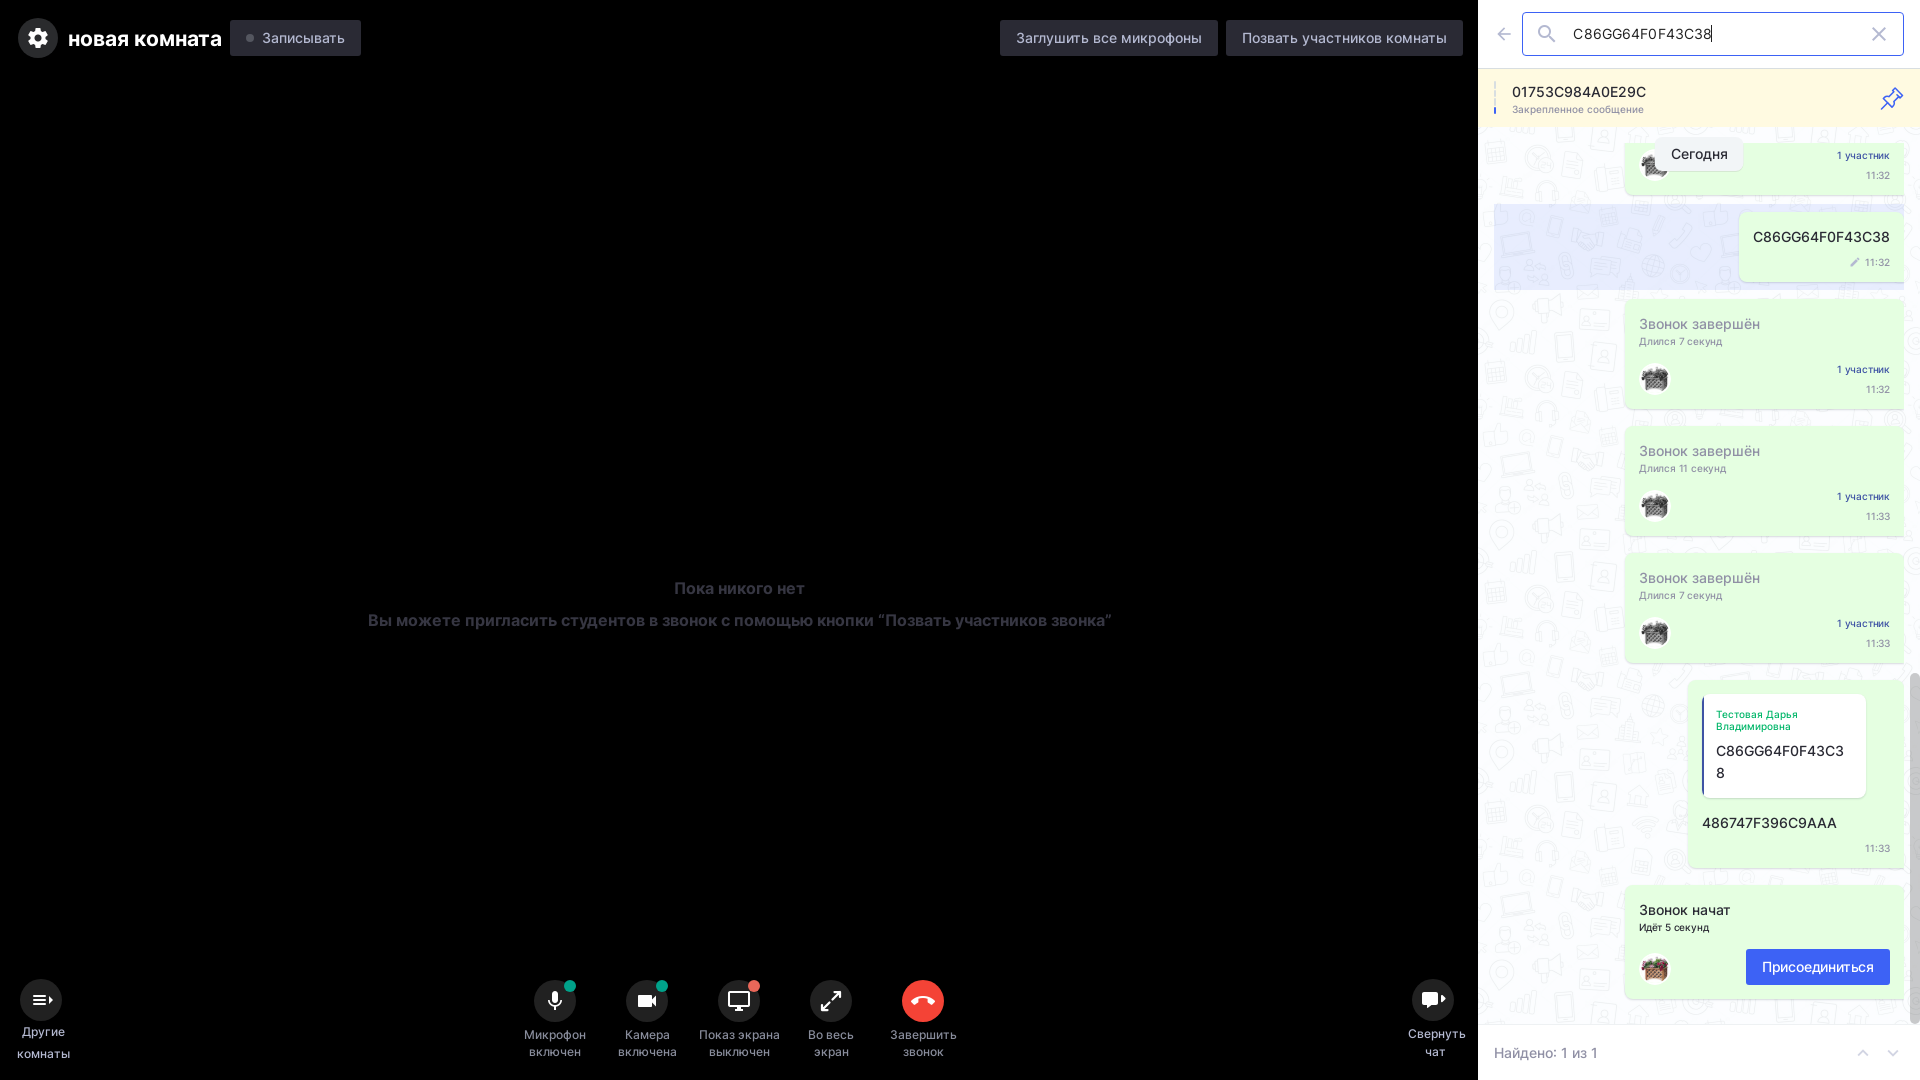 новая комната
Записывать
Заглушить все микрофоны
Позвать участников комнаты
C86GG64F0F43C38
01753C984A0E29C
Закрепленное сообщение
Сегодня
1 участник
11:32
C86GG64F0F43C38
11:32
Звонок завершён
Длился 7 секунд
1 участник
11:32
Звонок завершён
Длился 11 секунд
1 участник
11:33
Звонок завершён
Длился 7 секунд
1 участник
11:33
Пока никого нет
Вы можете пригласить студентов в звонок с помощью кнопки “Позвать участников звонка”
Тестовая Дарья
Владимировна
C86GG64F0F43C3
8
486747F396C9AAA
11:33
Звонок начат
Идёт 5 секунд
Присоединиться
Другие
комнаты
Микрофон
включен
Камера
включена
Показ экрана
выключен
Во весь
экран
Завершить
звонок
Свернуть
чат
Найдено: 1 из 1